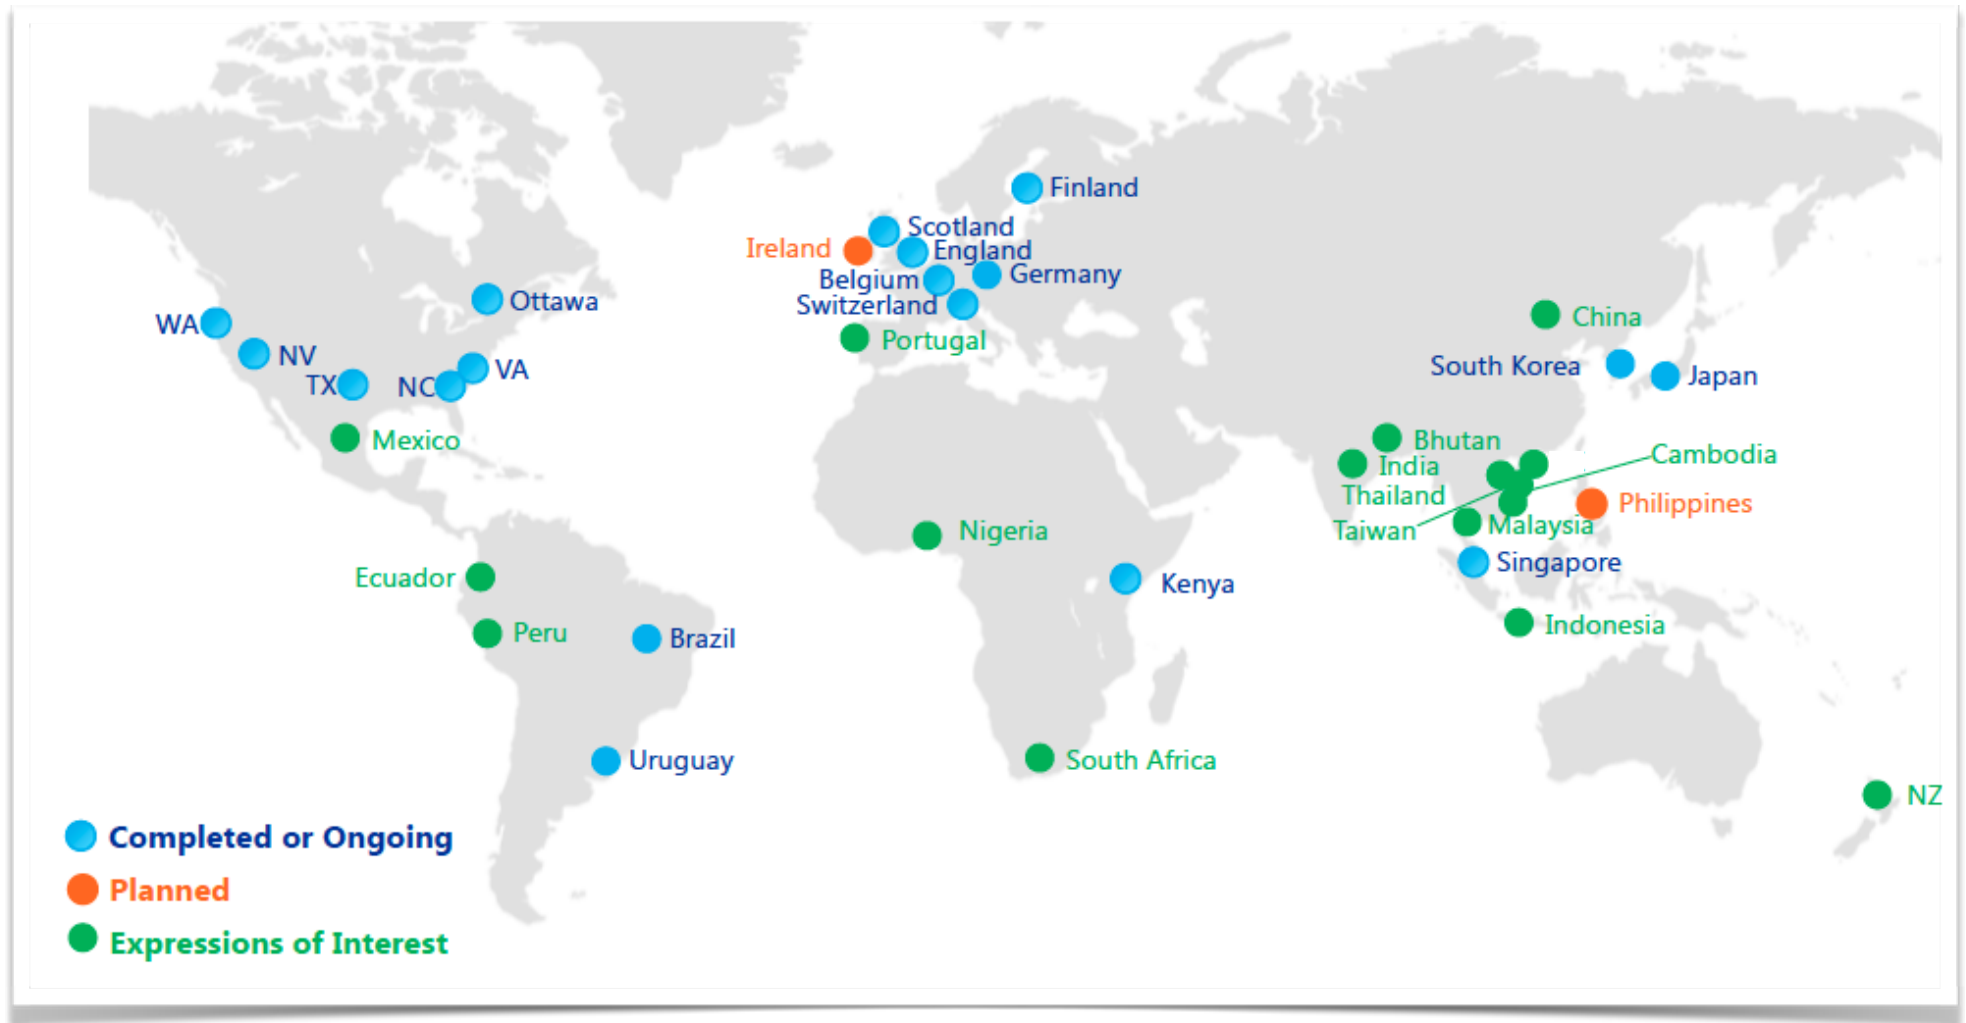 Finland
Scotland
Ireland
England
Belgium
Germany
Switzerland
Ottawa
WA
Portugal
China
NV
VA
TX
NC
South Korea
Japan
Mexico
Bhutan
Cambodia
India
Thailand
Philippines
Taiwan
Malaysia
Nigeria
Singapore
Ecuador
Kenya
Peru
Brazil
Indonesia
Uruguay
South Africa
NZ
Completed or Ongoing
Planned
Expressions of Interest